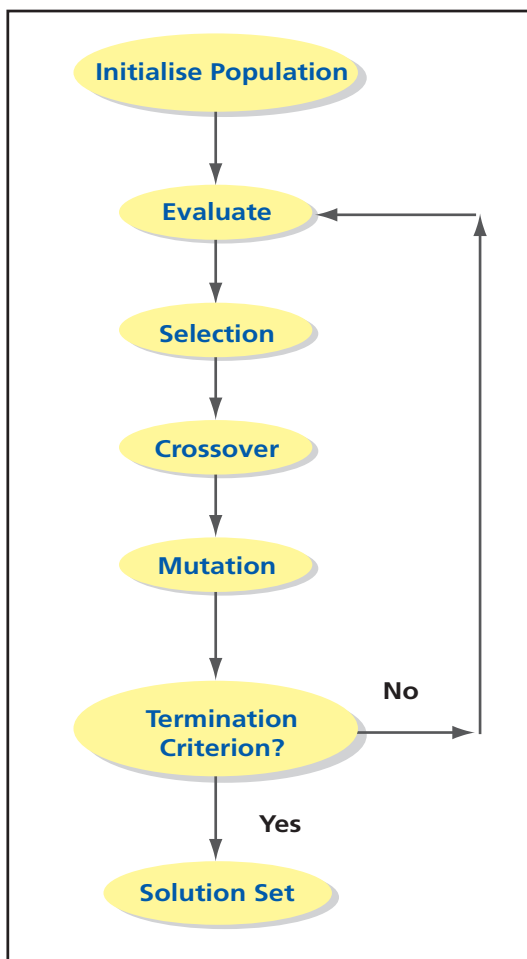 Initialise Population
Evaluate
Selection
Crossover
Mutation
Termination
Criterion?
No
Yes
Solution Set